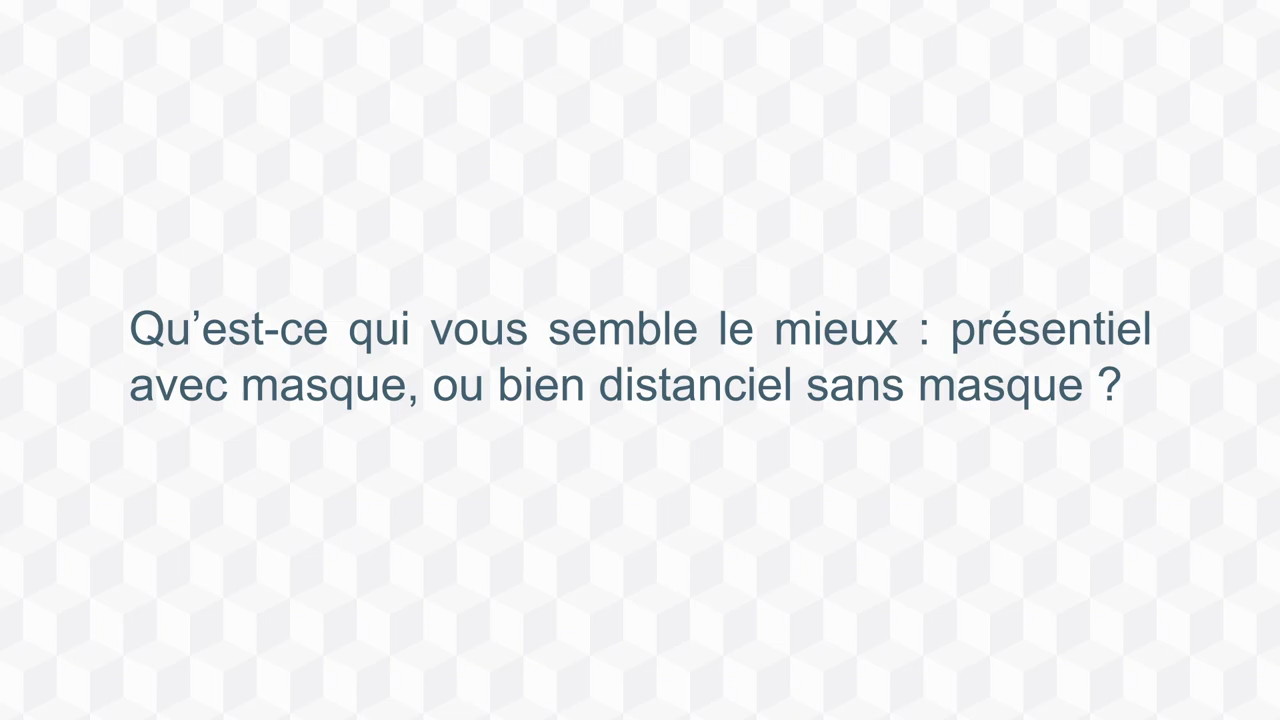 Qu’est-ce qui vous semble le mieux : présentiel
avec masque, ou bien distanciel sans masque ?